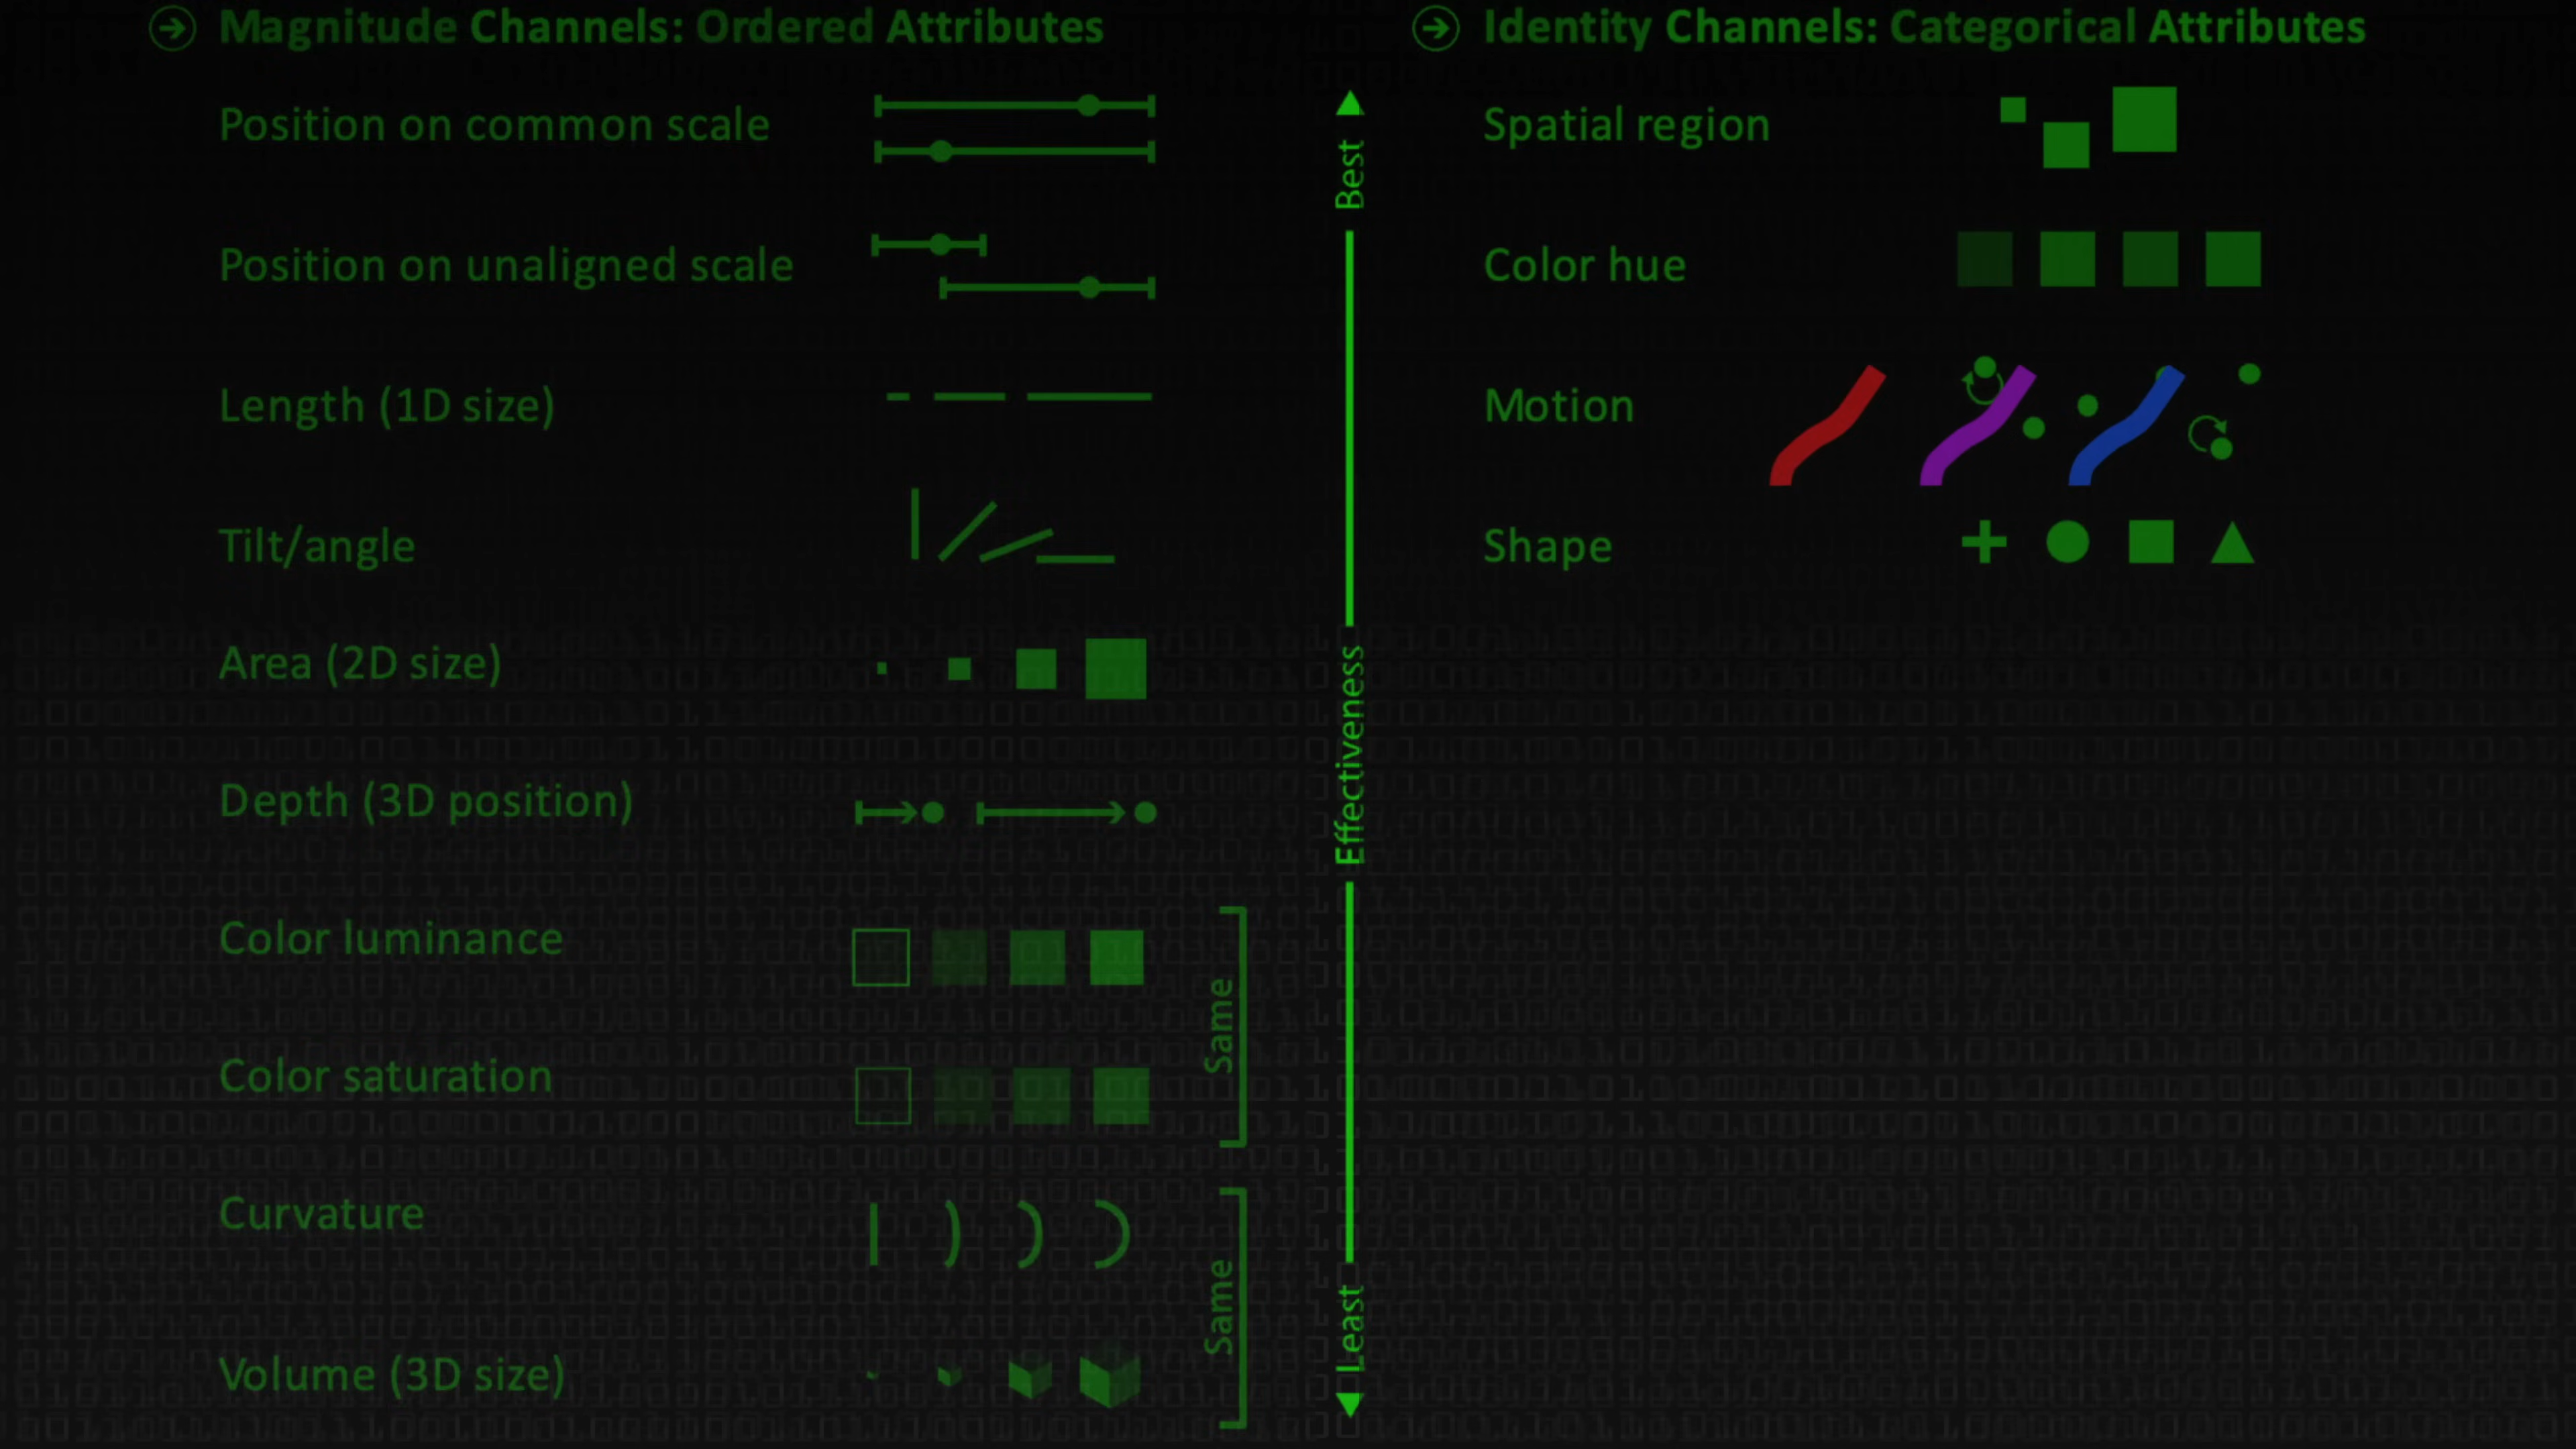 Magnitude Channels: Ordered Attributes
Position on common scale
Position on unaligned scale
Length (1D size)
Tilt/angle
Area (2D size)
Depth (3D position)
Color luminance
Color saturation
Curvature
Volume (3D size)
Same
Same
Best
Effectiveness
Least
Identity Channels: Categorical Attributes
Spatial region
Color hue
Motion
Shape